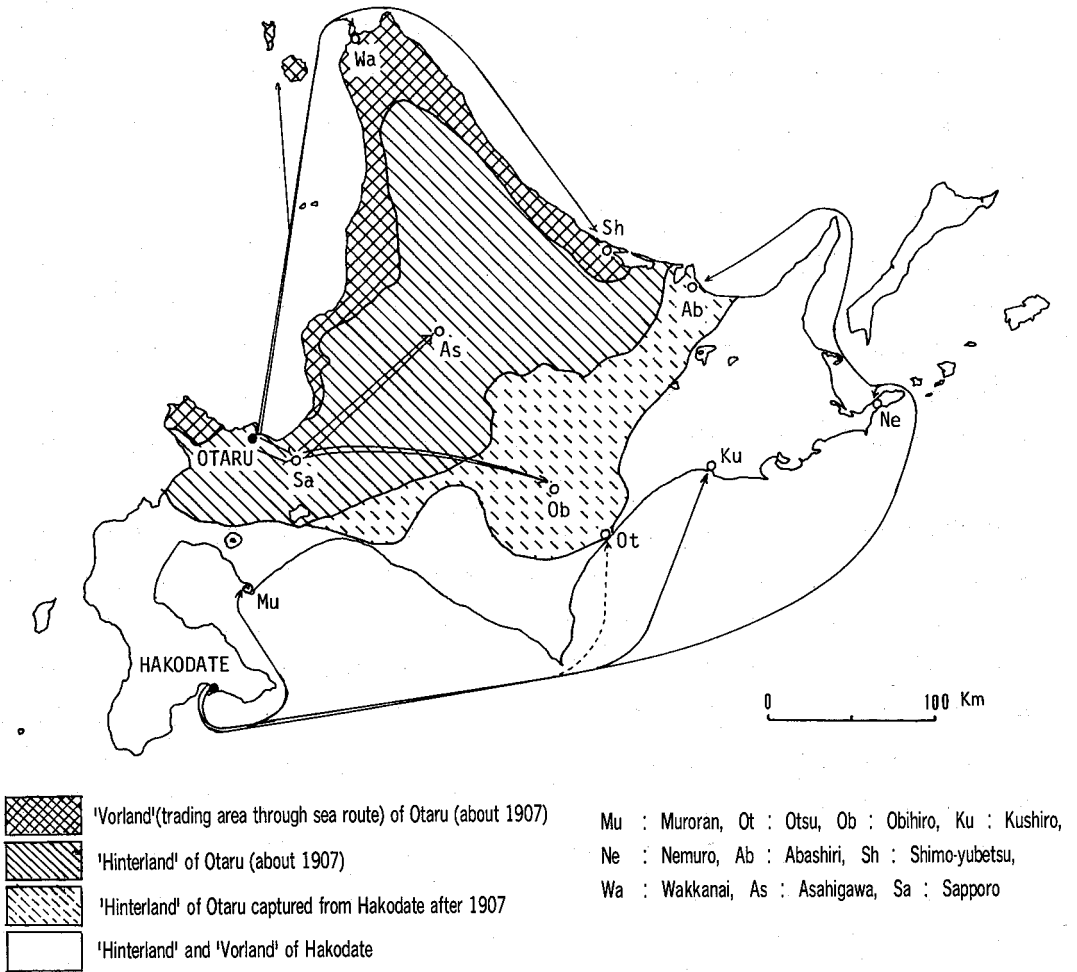 Wa
Sh
Ab
As
Ne
OTARU
Sa
Ku
Ob
Ot
Mu
HAKODATE
0 100 Km
'Vorland'(trading area through sea route) of Otaru (about 1907)
'Hinterland' of Otaru (about 1907)
'Hinterland' of Otaru captured from Hakodate after 1907
'Hinterland' and 'Vorland' of Hakodate
Mu : Muroran, Ot : Otsu, Ob : Obihiro, Ku : Kushiro,
Ne : Nemuro, Ab : Abashiri, Sh : Shimo-yubetsu,
Wa : Wakkanai, As : Asahigawa, Sa : Sapporo